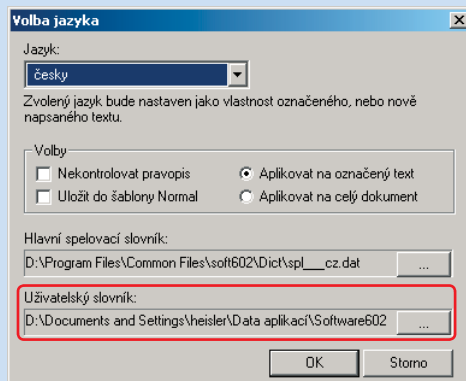 Volba jazyka
Jazyk:
česky
Zvolený jazyk bude nastaven jako vlastnost označeného, nebo nově
napsaného textu.
Volby
Nekontrolovat pravopis
Aplikovat na označený text
Uložit do šablony Normal
Aplikovat na celý dokument
Hlavní spelovací slovník:
D:\Program Files\Common Files\soft602\Dict\spl___cz.dat
...
Uživatelský slovník:
D:\Documents and Settings\heisler\Data aplikací\Software602
...
OK
Storno